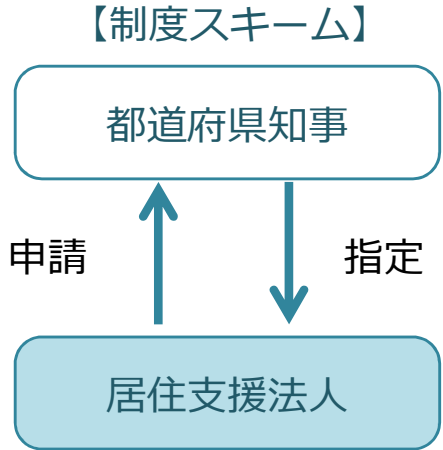 【制度スキーム】
都道府県知事
申請
指定
居住支援法人